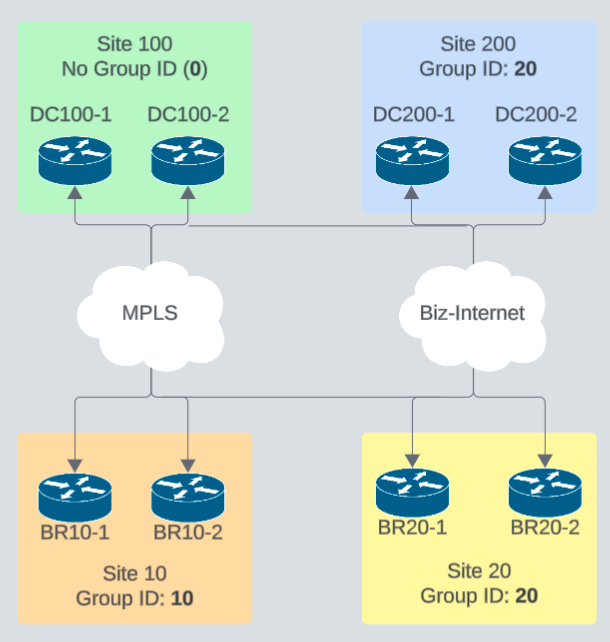 Site 100
No Group ID (0)
DC100-1
DC100-2
Site 200
Group ID: 20
DC200-1
DC200-2
MPLS
Biz-Internet
BR10-1
BR10-2
Site 10
Group ID: 10
BR20-1
BR20-2
Site 20
Group ID: 20